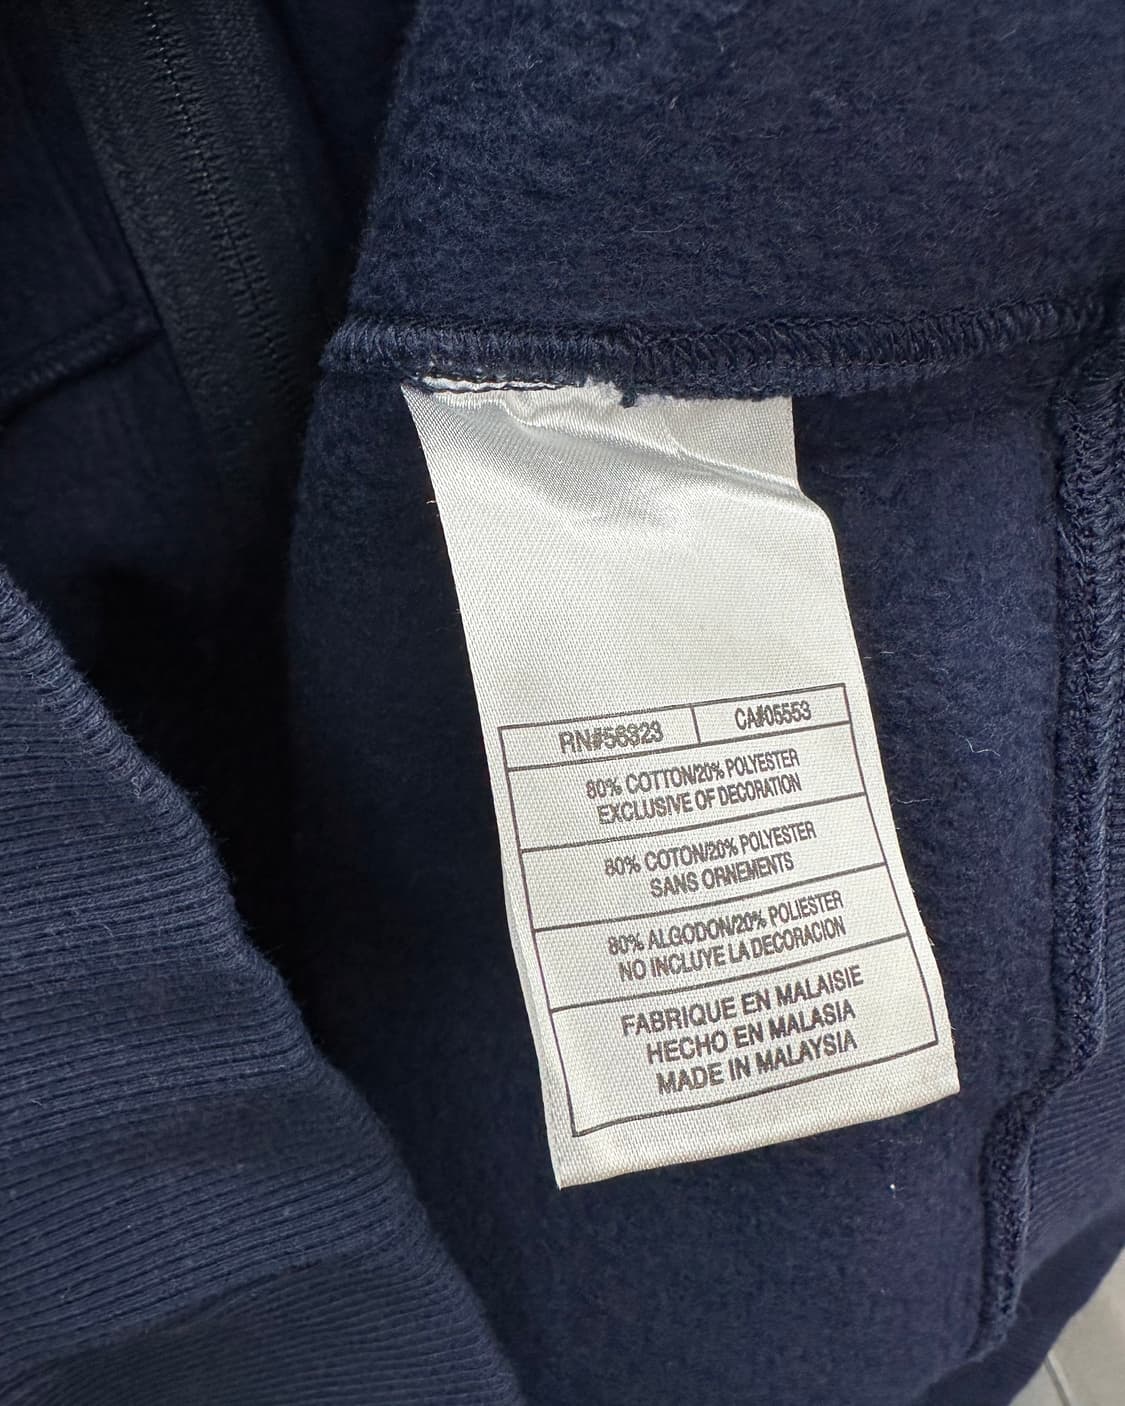 RN#56323 CA#05553
80% COTTON/20% POLYESTER
EXCLUSIVE OF DECORATION
80% COTON/20% POLYESTER
SANS ORNEMENTS
80% ALGODON/20% POLIESTER
NO INCLUYE LA DECORACION
FABRIQUE EN MALAISIE
HECHO EN MALASIA
MADE IN MALAYSIA